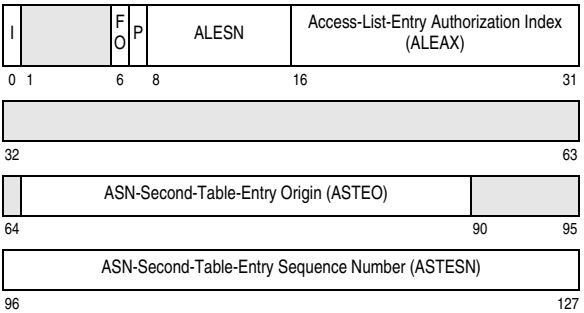 I
F
O
P
ALESN
Access-List-Entry Authorization Index
(ALEAX)
0 1 6 8 16 31
32 63
ASN-Second-Table-Entry Origin (ASTEO)
64 90 95
ASN-Second-Table-Entry Sequence Number (ASTESN)
96 127